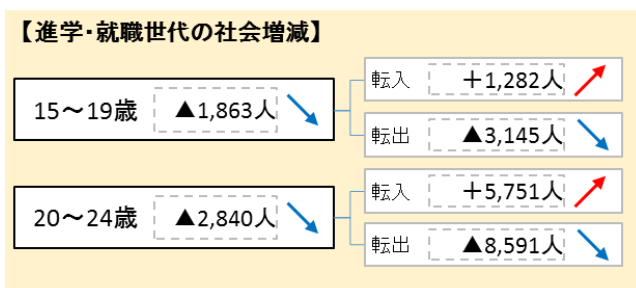 【進学・就職世代の社会増減】
15～19歳 ▲1,863人
転入 ＋1,282人
転出 ▲3,145人
20～24歳 ▲2,840人
転入 ＋5,751人
転出 ▲8,591人